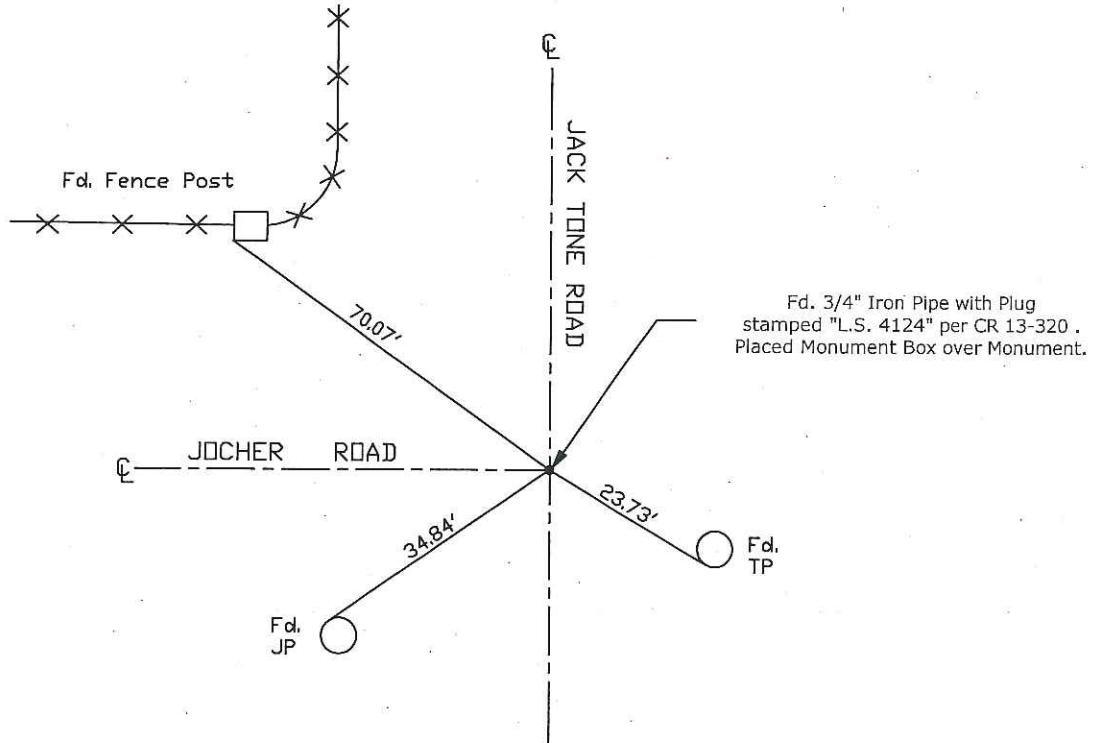 ℄
JACK TONE ROAD
Fd. Fence Post
70.07'
Fd. 3/4" Iron Pipe with Plug
stamped "L.S. 4124" per CR 13-320 .
Placed Monument Box over Monument.
℄ JOCHER ROAD
34.84'
23.73'
Fd.
TP
Fd.
JP